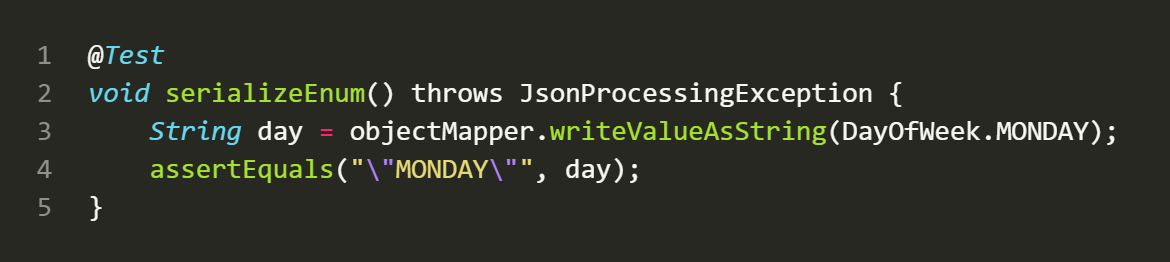 1 @Test
2 void serializeEnum() throws JsonProcessingException {
3     String day = objectMapper.writeValueAsString(DayOfWeek.MONDAY);
4     assertEquals("\"MONDAY\"", day);
5 }